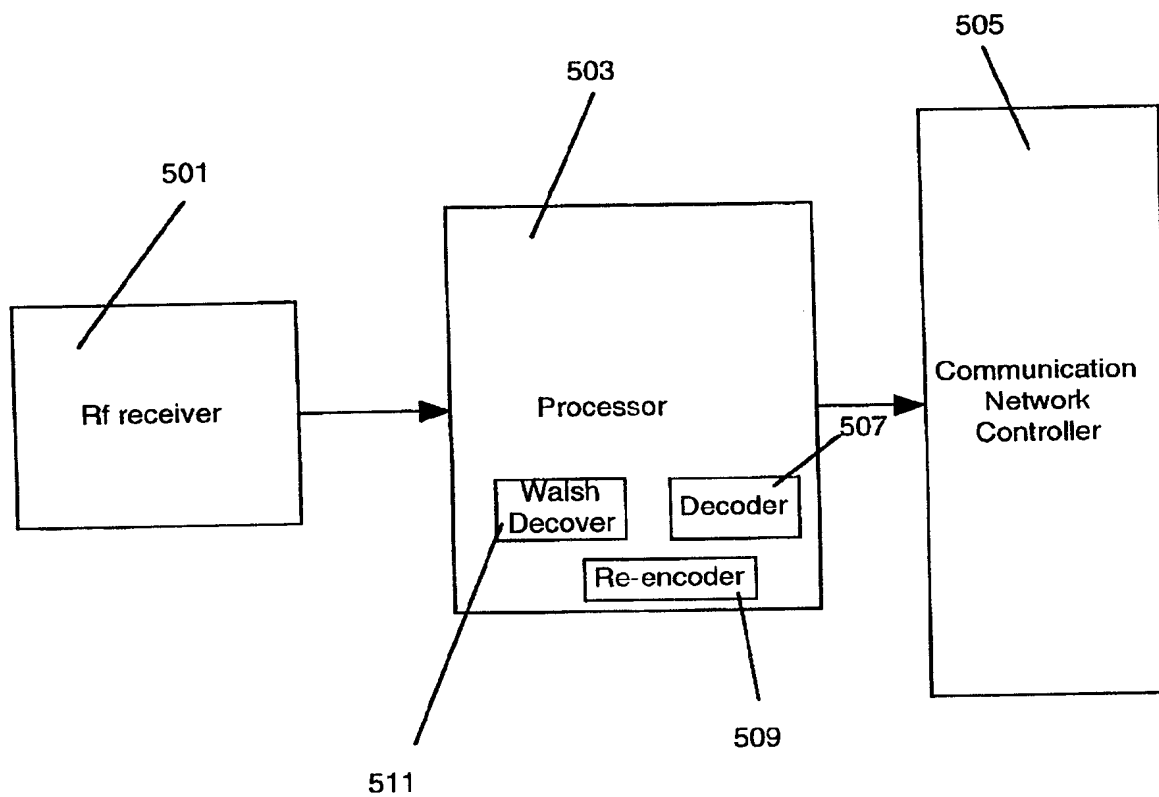 505
503
501
Communication
Network
Controller
Rf receiver
Processor
507
Walsh
Decover
Decoder
Re-encoder
509
511